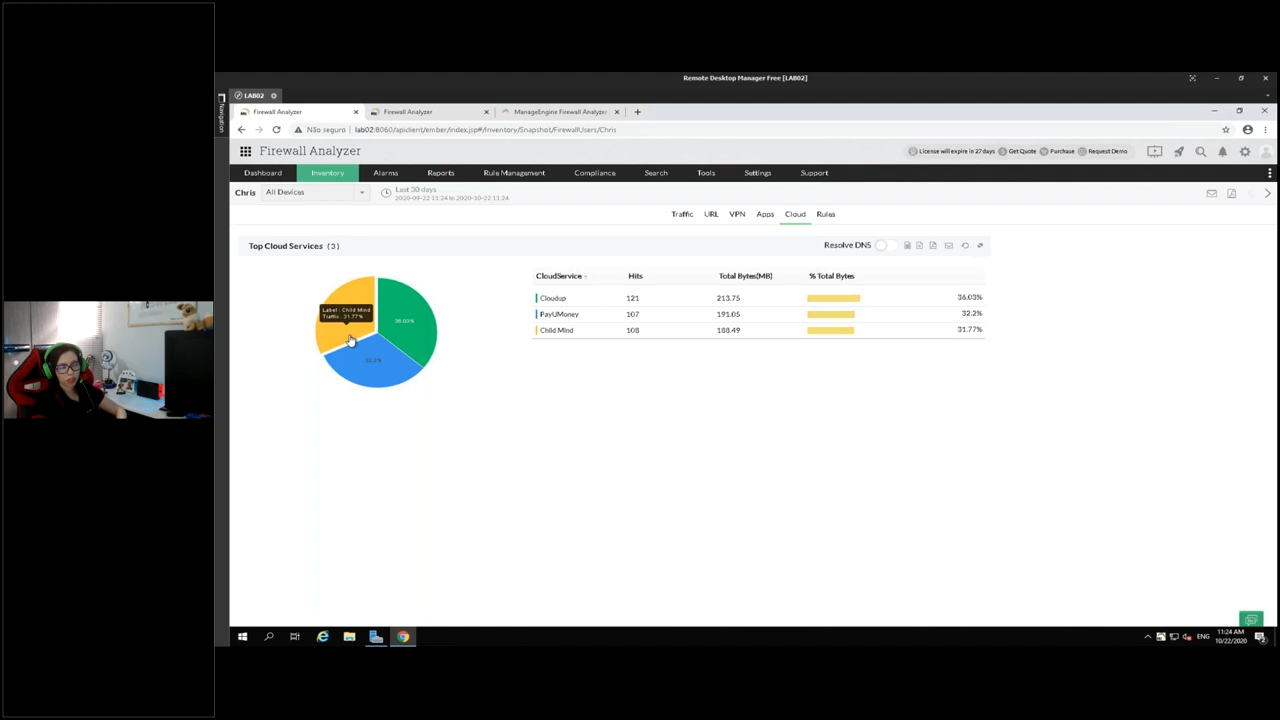 Remote Desktop Manager Free [LAB02]
LAB02
Navigation
Firewall Analyzer
Firewall Analyzer
ManageEngine Firewall Analyze
Não seguro
lab02:8060/apiclient/ember/index.jsp#/Inventory/Snapshot/FirewallUsers/Chris
Firewall Analyzer
License will expire in 27 days
Get Quote
Purchase
Request Demo
Dashboard
Inventory
Alarms
Reports
Rule Management
Compliance
Search
Tools
Settings
Support
Chris
All Devices
Last 30 days
2020-09-22 11:24 to 2020-10-22 11:24
Traffic
URL
VPN
Apps
Cloud
Rules
Top Cloud Services (3)
Resolve DNS
Label : Child Mind
Traffic : 31.77%
36.03%
32.2%
CloudService Hits Total Bytes(MB) % Total Bytes
Cloudup 121 213.75 36.03%
PayUMoney 107 191.05 32.2%
Child Mind 108 188.49 31.77%
ENG
11:24 AM
10/22/2020